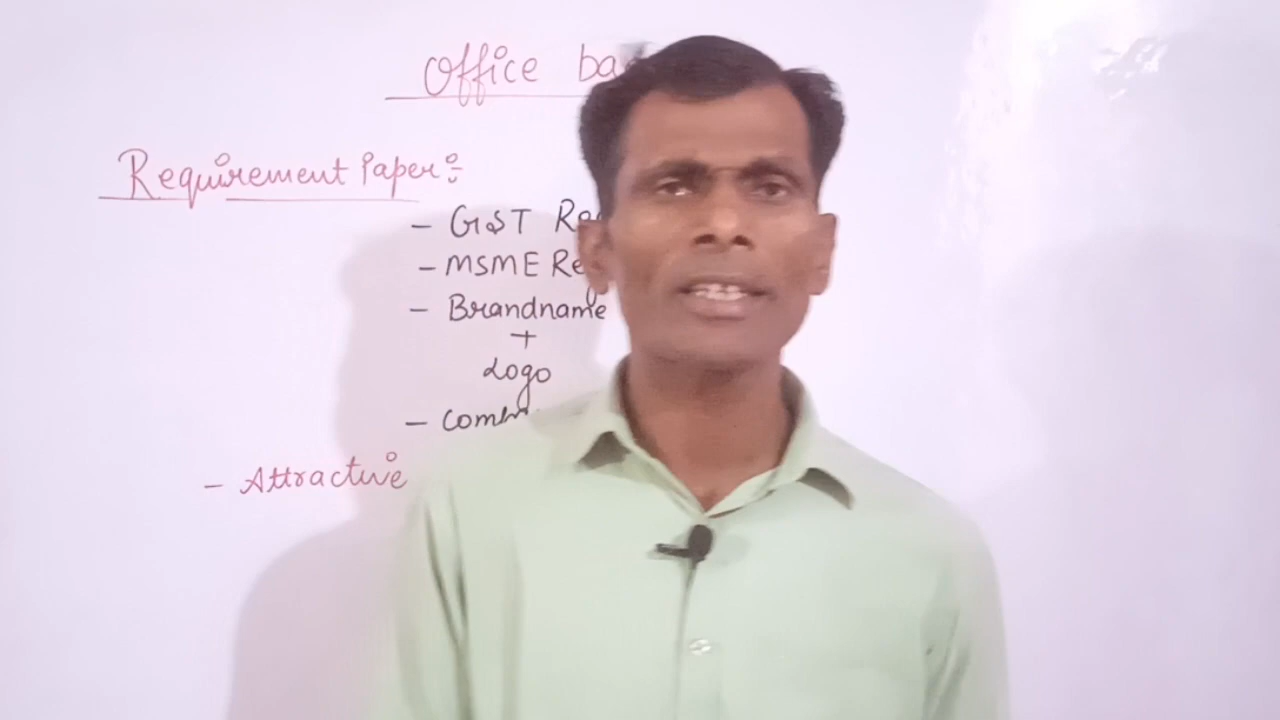 Office ba
Requirement Paper:-
- GST Re
- MSME Re
- Brandname
+
Logo
- Comm
- Attractive